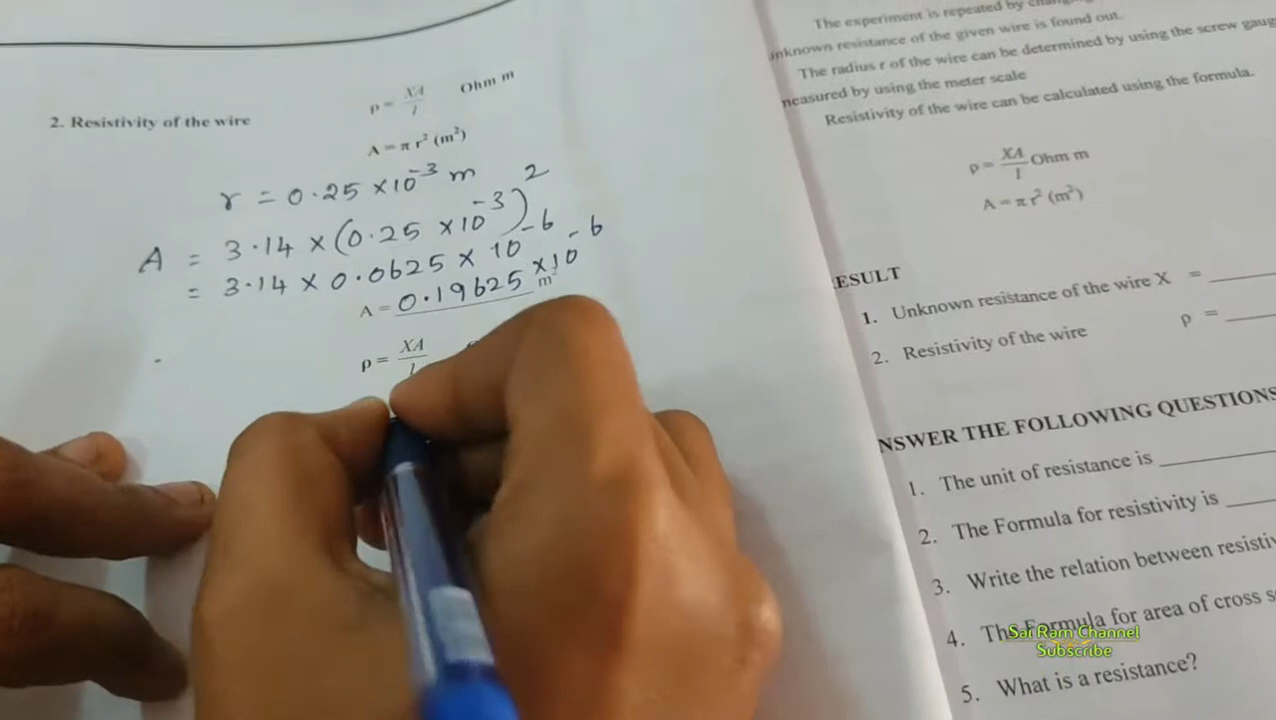 2. Resistivity of the wire
ρ = XA/l Ohm m
A = π r² (m²)
r = 0.25 × 10⁻³ m
A = 3.14 × (0.25 × 10⁻³)²
= 3.14 × 0.0625 × 10⁻⁶
A = 0.19625 × 10⁻⁶ m²
ρ = XA/l
The experiment is repeated by
unknown resistance of the given wire is found out.
The radius r of the wire can be determined by using the screw
measured by using the meter scale
Resistivity of the wire can be calculated using the formula.
ρ = XA/l Ohm m
A = π r² (m²)
ESULT
1. Unknown resistance of the wire X =
2. Resistivity of the wire ρ =
NSWER THE FOLLOWING QUESTIONS
1. The unit of resistance is
2. The Formula for resistivity is
3. Write the relation between
4. The Formula for area of cross
5. What is a resistance?
Sai Ram Channel
Subscribe